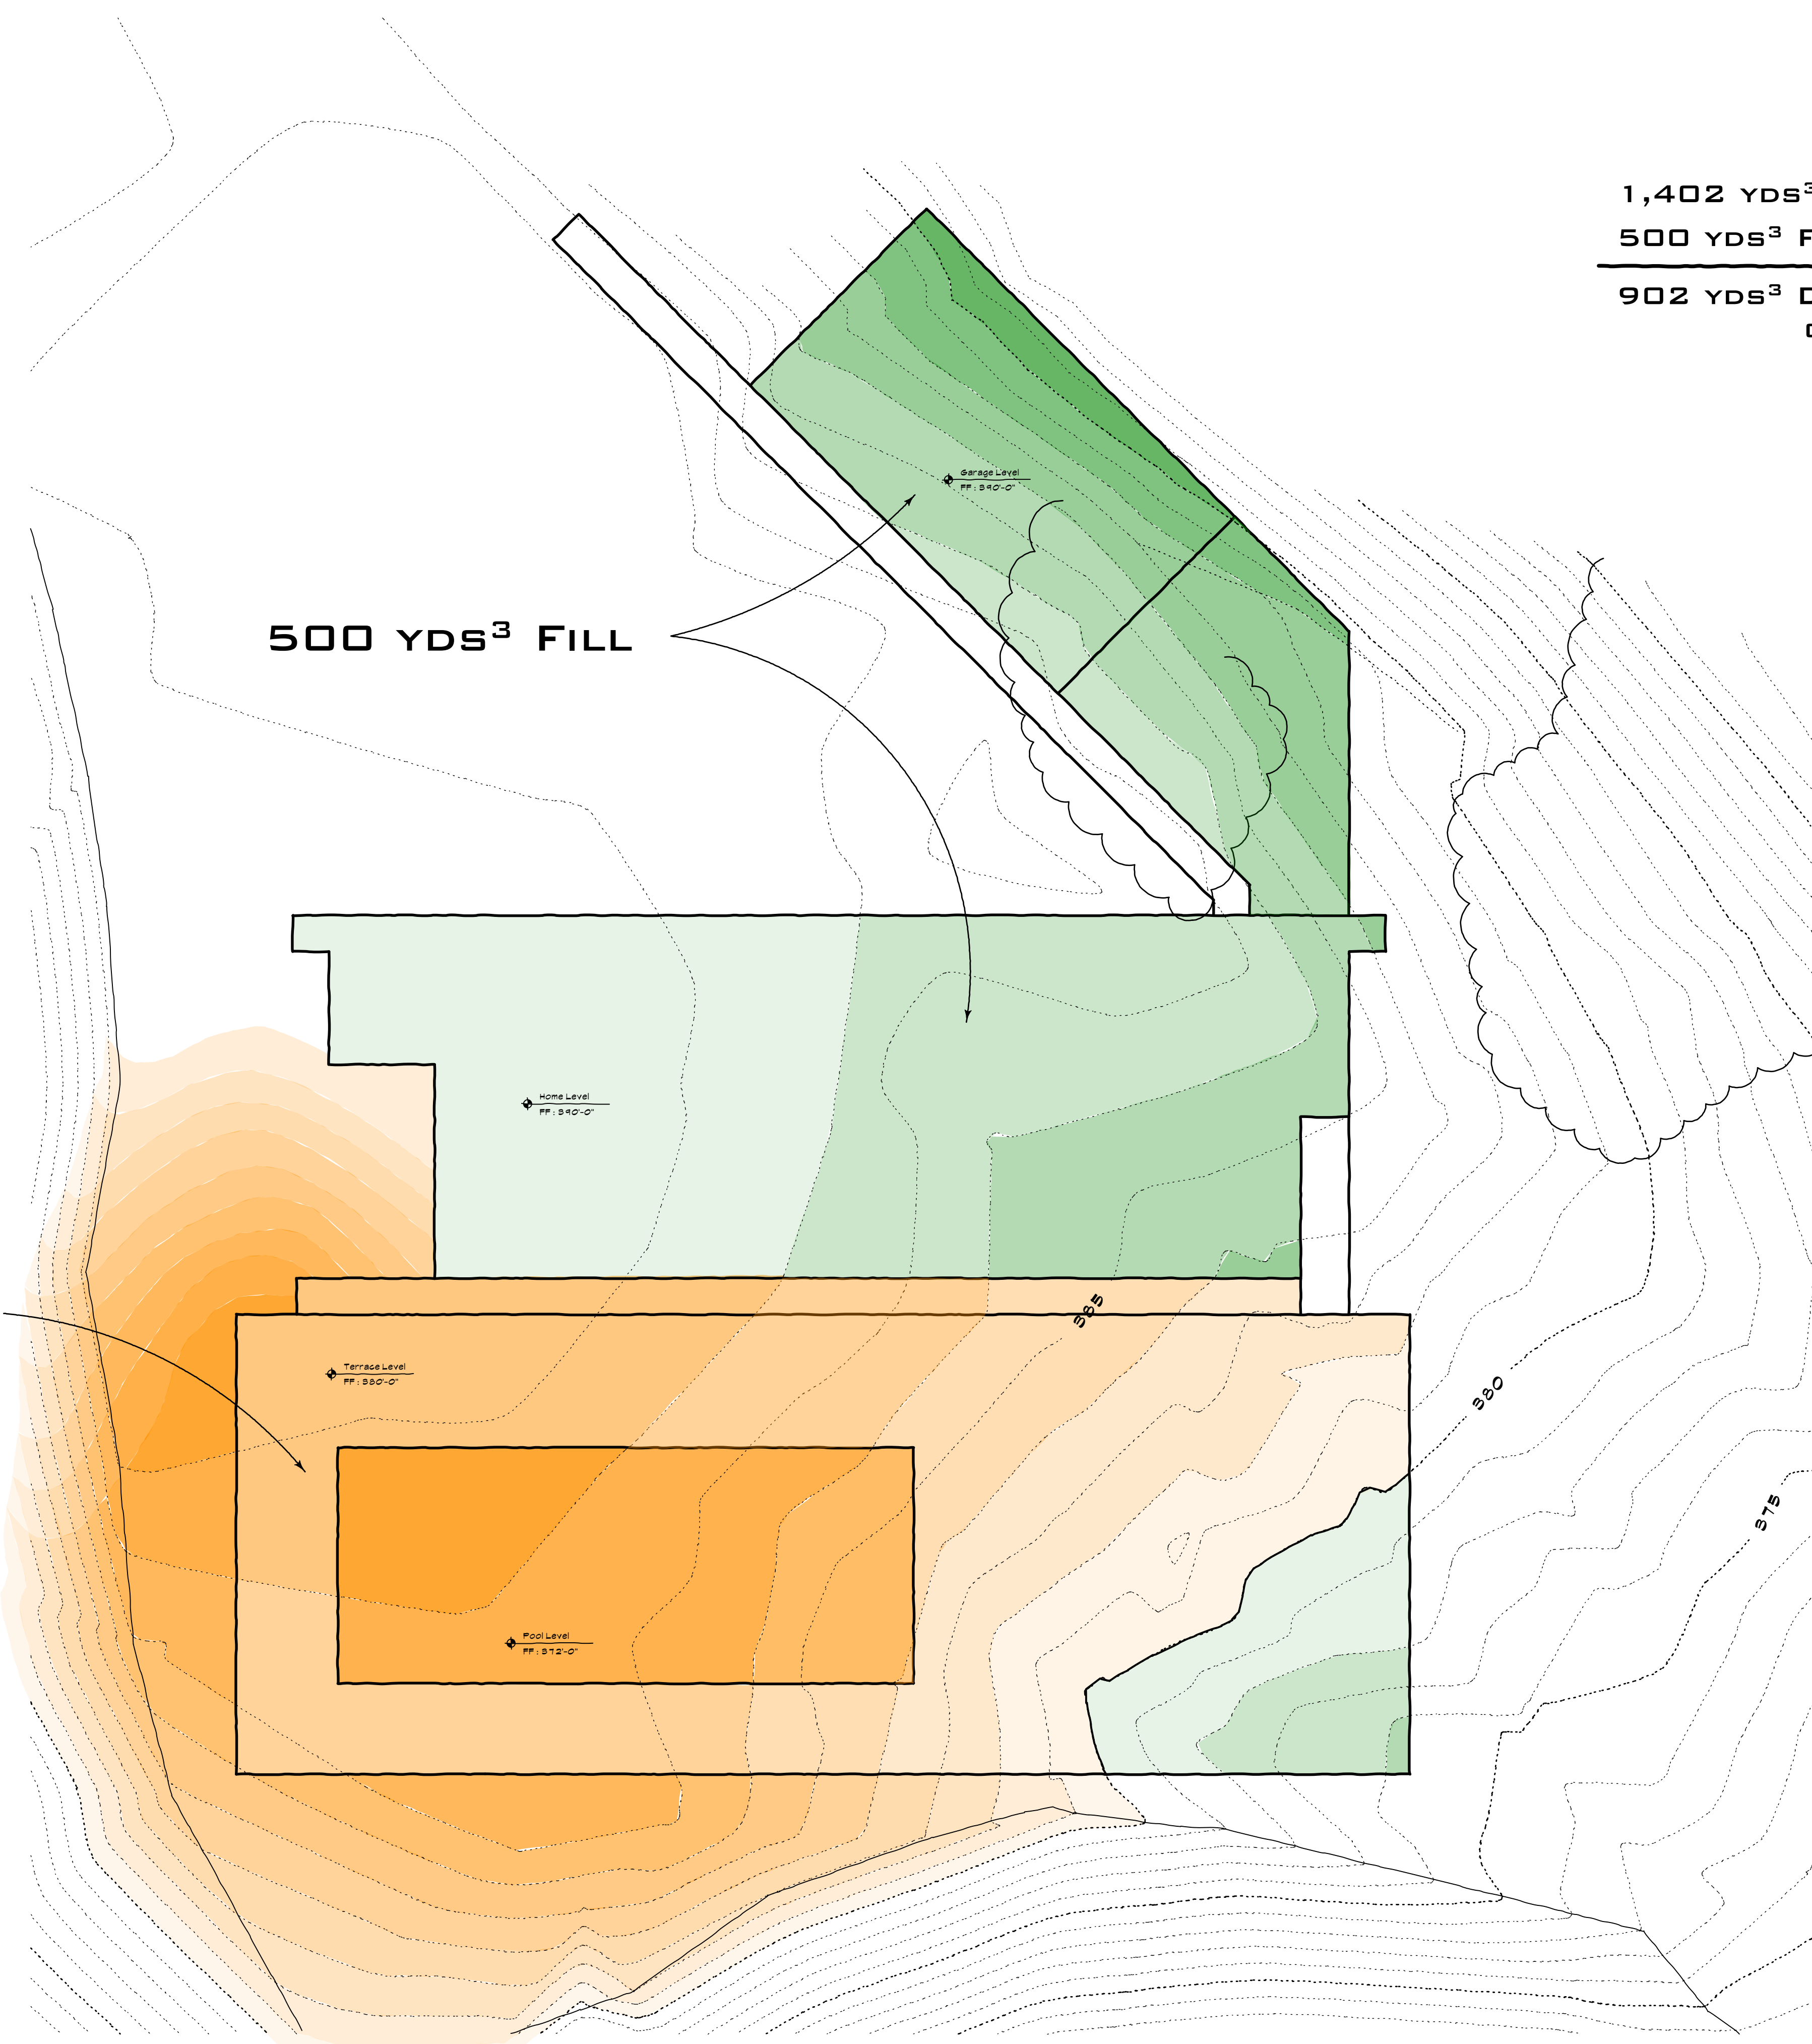 1,402 YDS³
500 YDS³ F
902 YDS³ D
Garage Level
FF: 390'-0"
500 YDS³ FILL
Home Level
FF: 390'-0"
385
Terrace Level
FF: 380'-0"
380
375
Pool Level
FF: 372'-0"